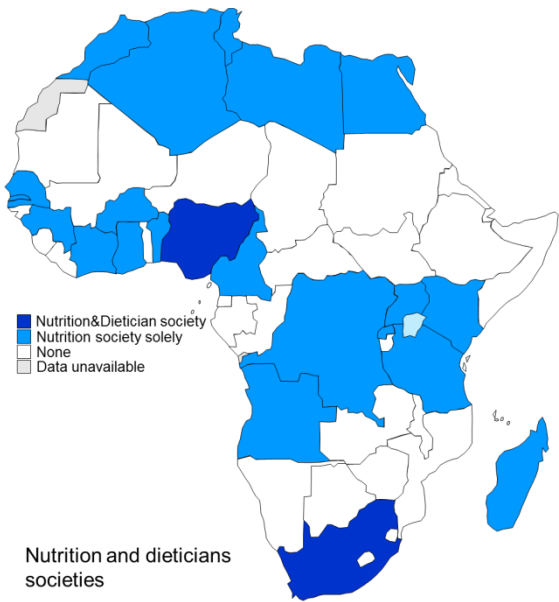 Nutrition&Dietician society
Nutrition society solely
None
Data unavailable
Nutrition and dieticians
societies